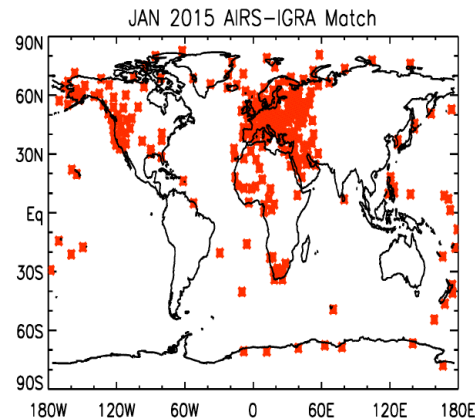 JAN 2015 AIRS-IGRA Match
90N
60N
30N
Eq
30S
60S
90S
180W 120W 60W 0 60E 120E 180E